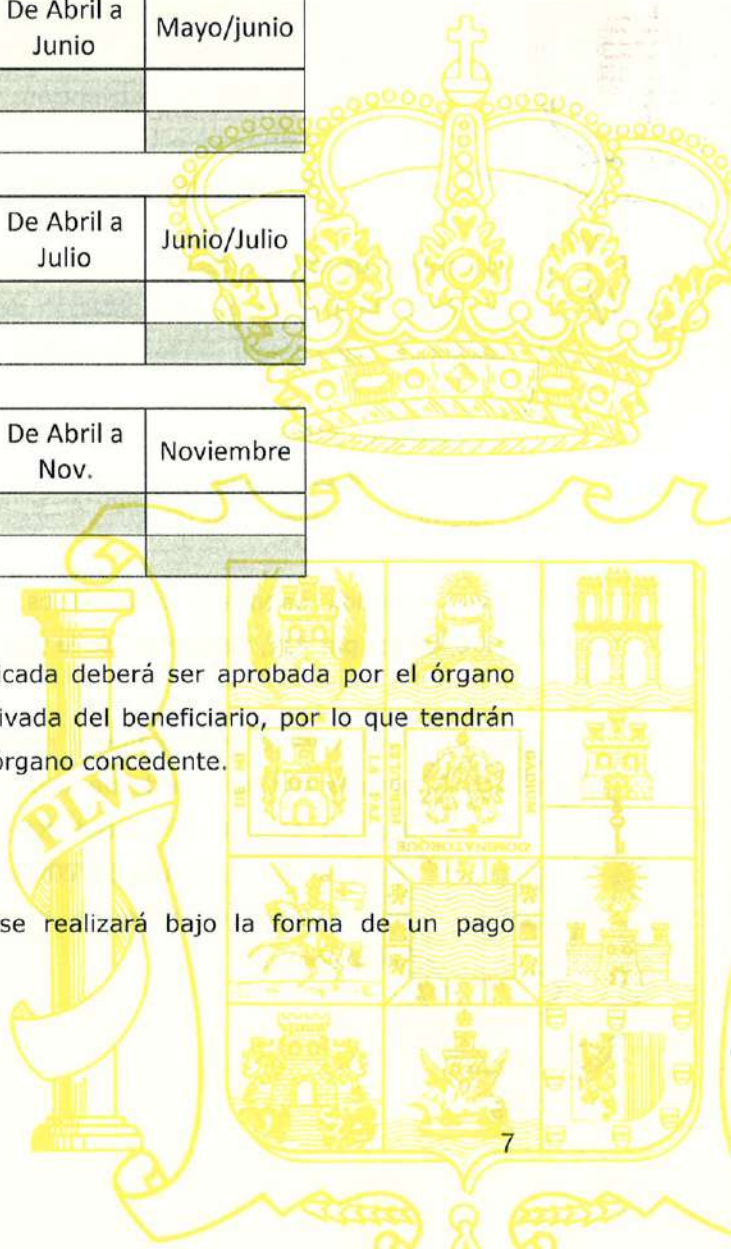 De Abril a
Junio
Mayo/junio
De Abril a
Julio
Junio/Julio
De Abril a
Nov.
Noviembre
icada deberá ser aprobada por el órgano
ivada del beneficiario, por lo que tendrán
órgano concedente.
PLVS
DOMINATORQUE
se realizará bajo la forma de un pago
7